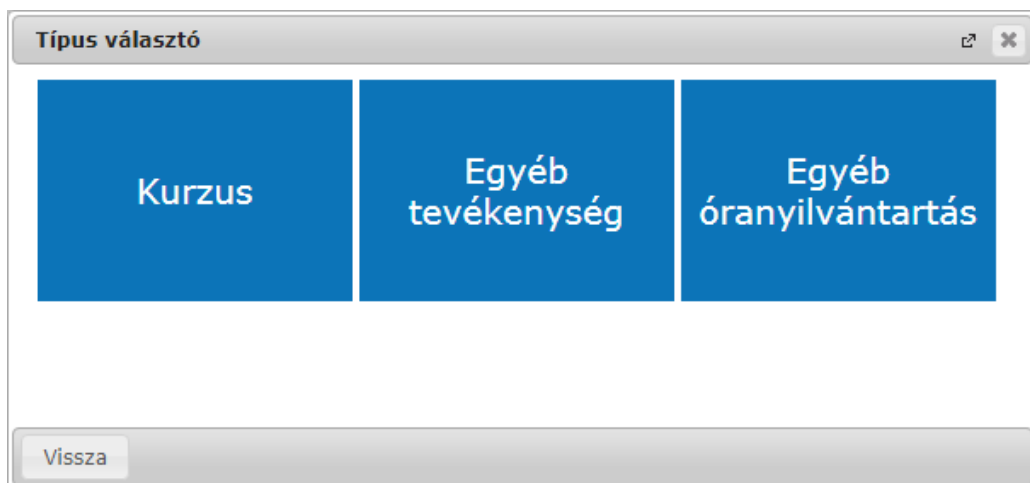 Típus választó
Kurzus
Egyéb
tevékenység
Egyéb
óranyilvántartás
Vissza